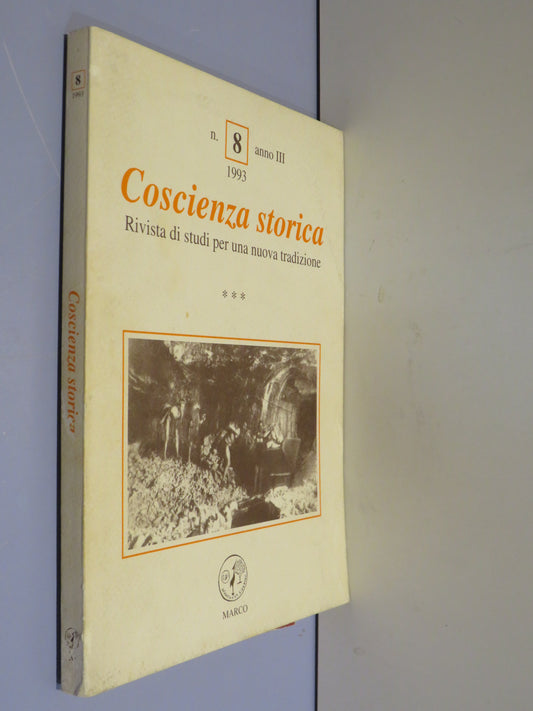 n. 8 anno III
1993
Coscienza storica
Rivista di studi per una nuova tradizione
***
MARCO
8
1993
Coscienza storica